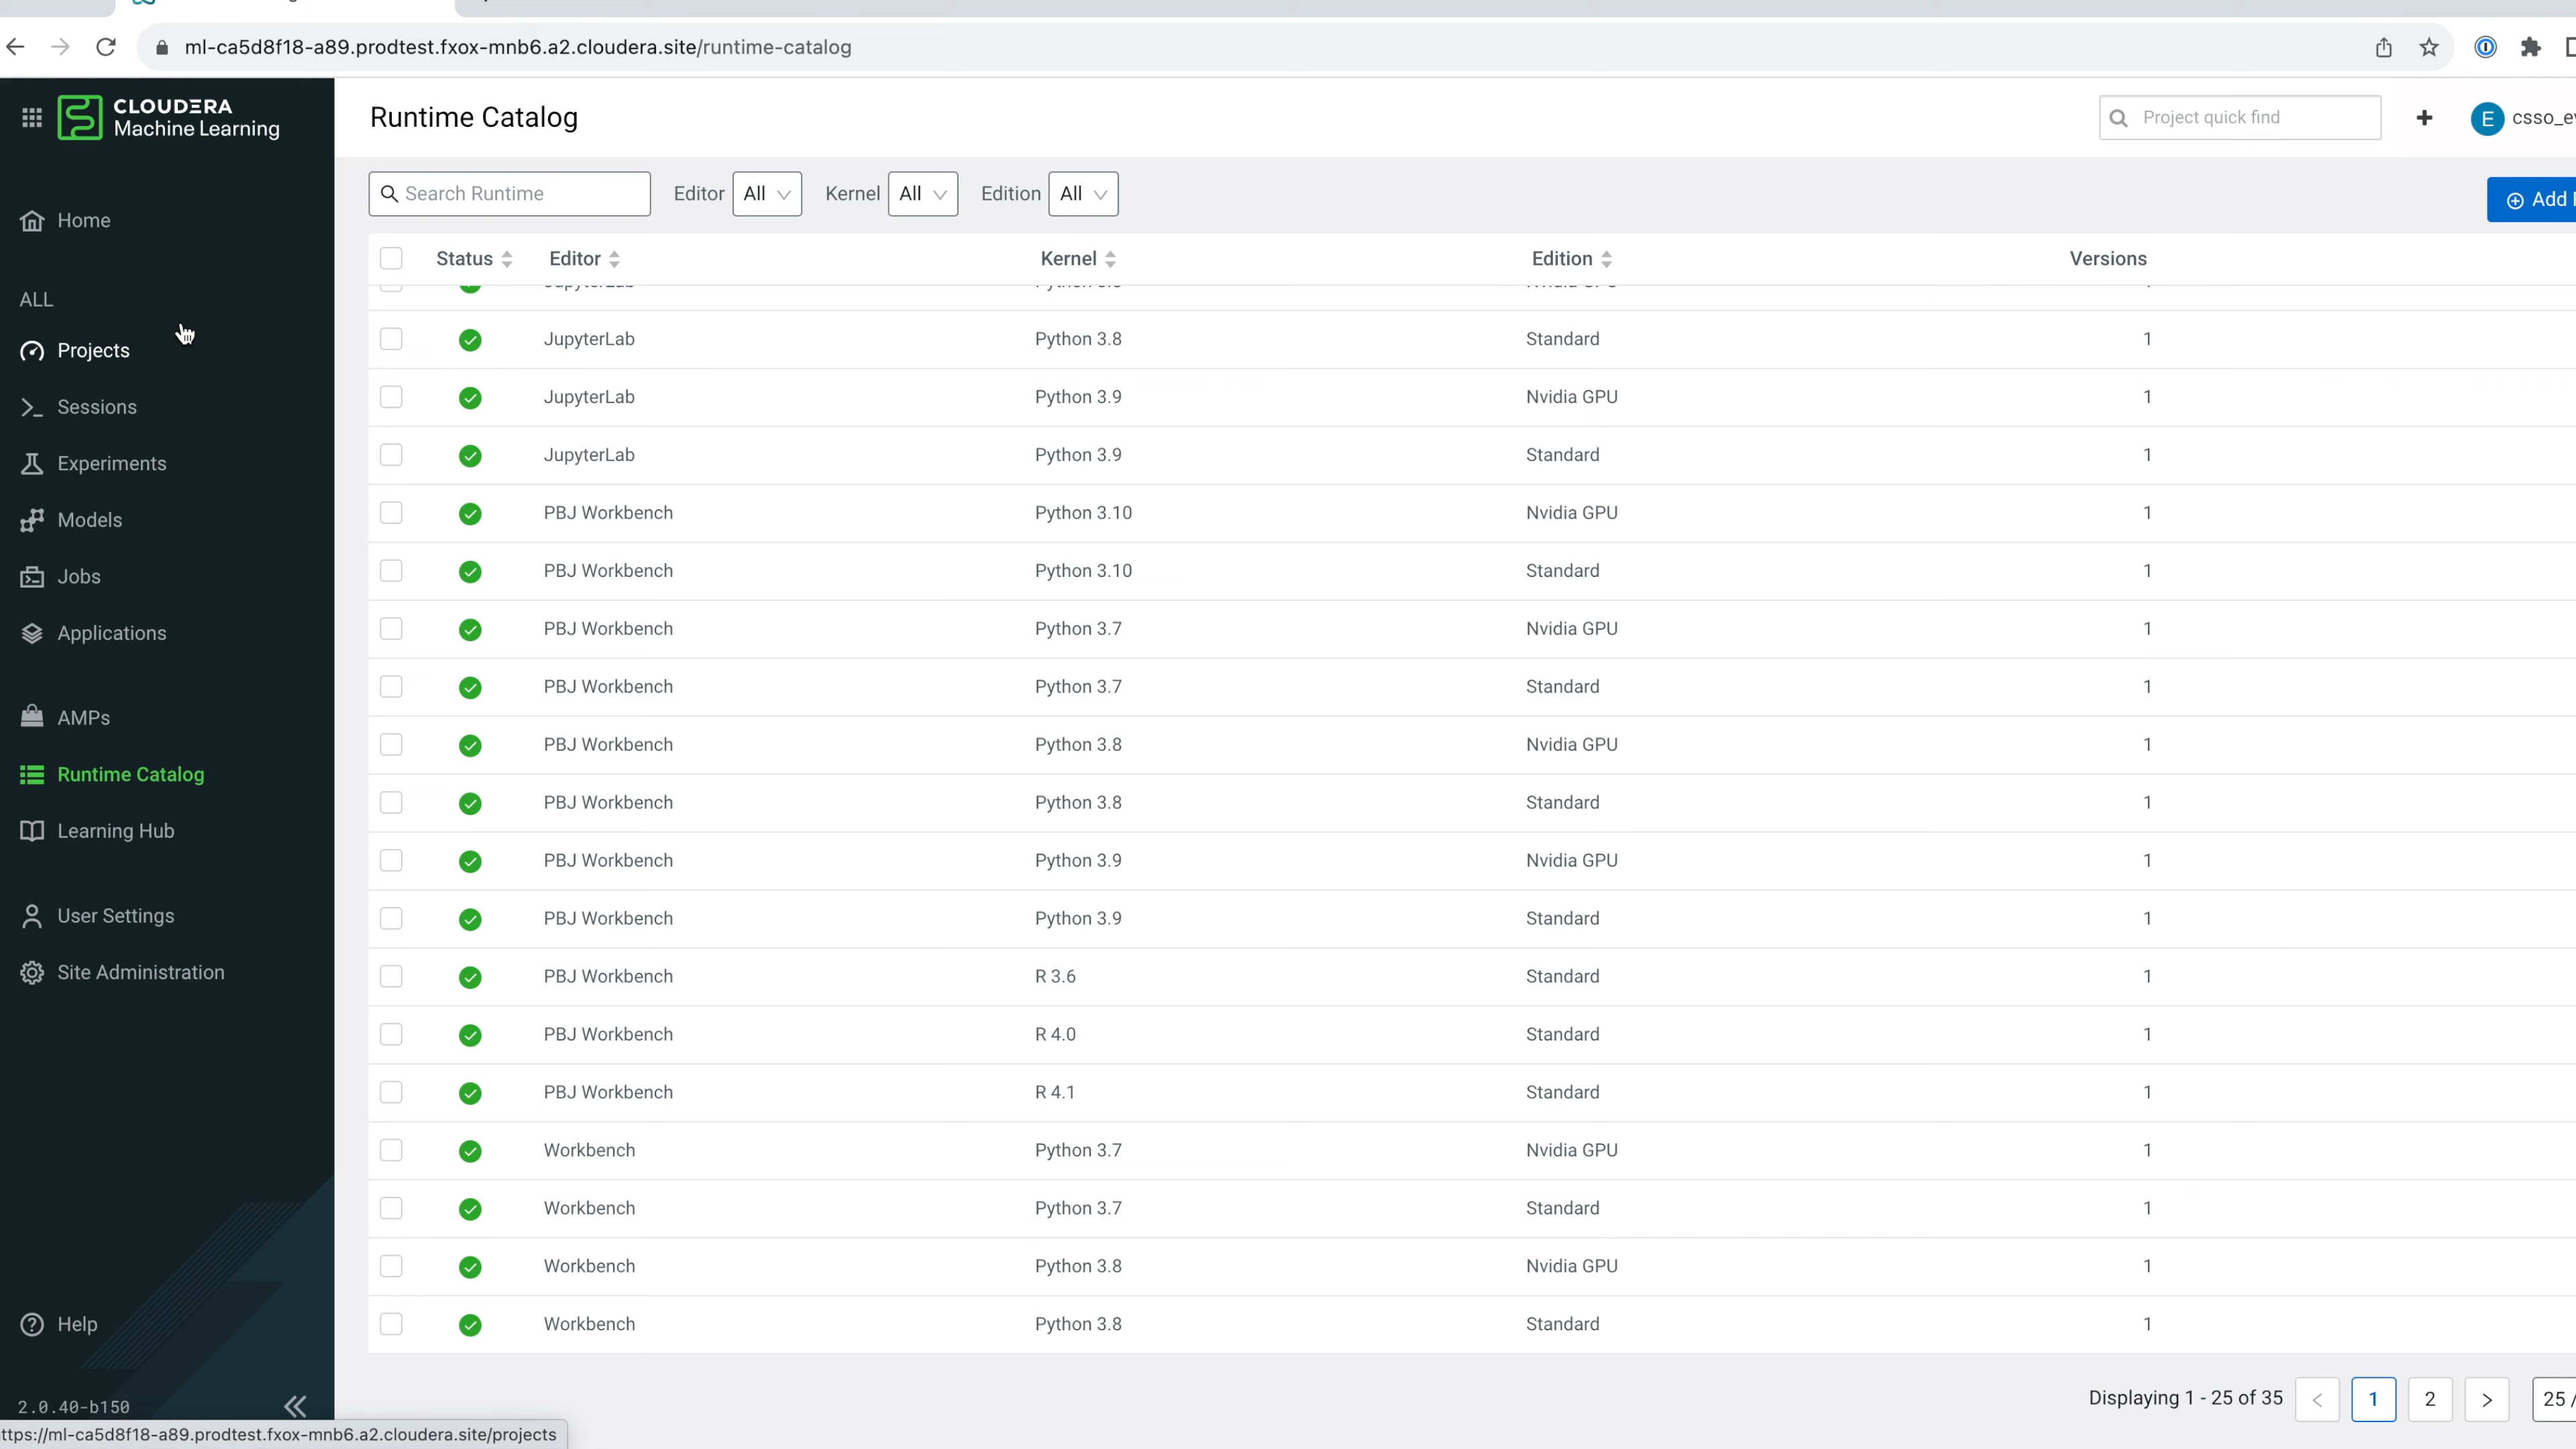 ml-ca5d8f18-a89.prodtest.fxox-mnb6.a2.cloudera.site/runtime-catalog
CLOUDERA
Machine Learning
Runtime Catalog
Project quick find
E
Search Runtime
Editor All
Kernel All
Edition All
Add
Home
ALL
Projects
Sessions
Experiments
Models
Jobs
Applications
AMPs
Runtime Catalog
Learning Hub
User Settings
Site Administration
Help
2.0.40-b150
Status Editor Kernel Edition Versions
JupyterLab Python 3.8 Standard 1
JupyterLab Python 3.9 Nvidia GPU 1
JupyterLab Python 3.9 Standard 1
PBJ Workbench Python 3.10 Nvidia GPU 1
PBJ Workbench Python 3.10 Standard 1
PBJ Workbench Python 3.7 Nvidia GPU 1
PBJ Workbench Python 3.7 Standard 1
PBJ Workbench Python 3.8 Nvidia GPU 1
PBJ Workbench Python 3.8 Standard 1
PBJ Workbench Python 3.9 Nvidia GPU 1
PBJ Workbench Python 3.9 Standard 1
PBJ Workbench R 3.6 Standard 1
PBJ Workbench R 4.0 Standard 1
PBJ Workbench R 4.1 Standard 1
Workbench Python 3.7 Nvidia GPU 1
Workbench Python 3.7 Standard 1
Workbench Python 3.8 Nvidia GPU 1
Workbench Python 3.8 Standard 1
Displaying 1 - 25 of 35 < 1 2 > 25 /
ttps://ml-ca5d8f18-a89.prodtest.fxox-mnb6.a2.cloudera.site/projects